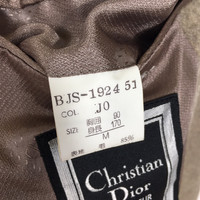 BJS-1924 51
COL. J0
SIZE 胸囲 90
身長 170
M
Christian
Dior